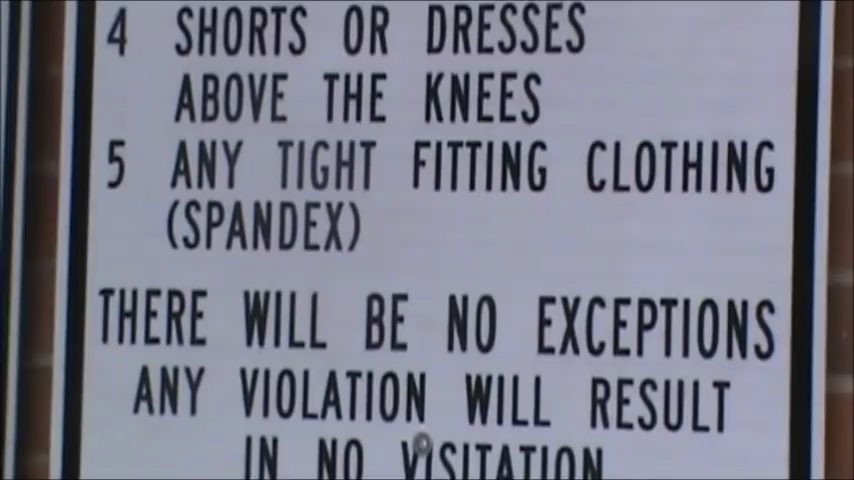 4 SHORTS OR DRESSES
ABOVE THE KNEES
5 ANY TIGHT FITTING CLOTHING
(SPANDEX)
THERE WILL BE NO EXCEPTIONS
ANY VIOLATION WILL RESULT
IN NO VISITATION